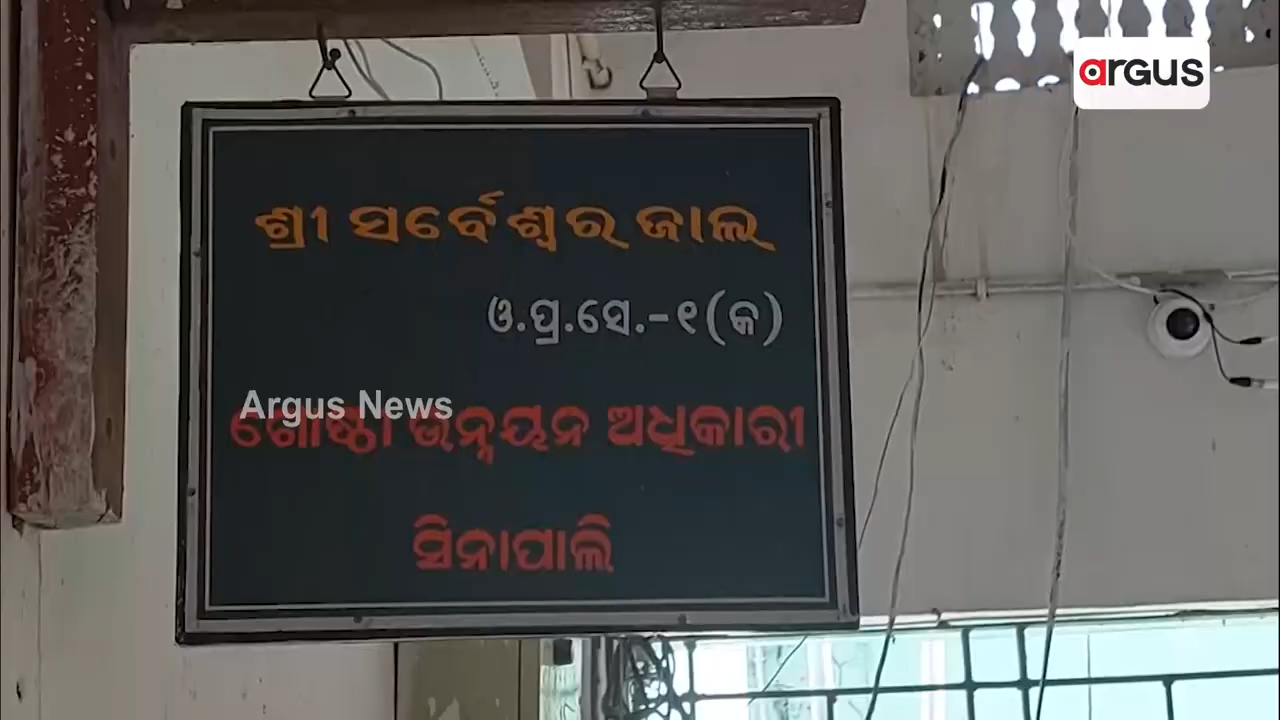 argus
ଶ୍ରୀ ସର୍ବେଶ୍ୱର ଜାଲ
ଓ.ପ୍ର.ସେ.-୧(କ)
Argus News
ଗୋଷ୍ଠୀ ଉନ୍ନୟନ ଅଧିକାରୀ
ସିନାପାଲି